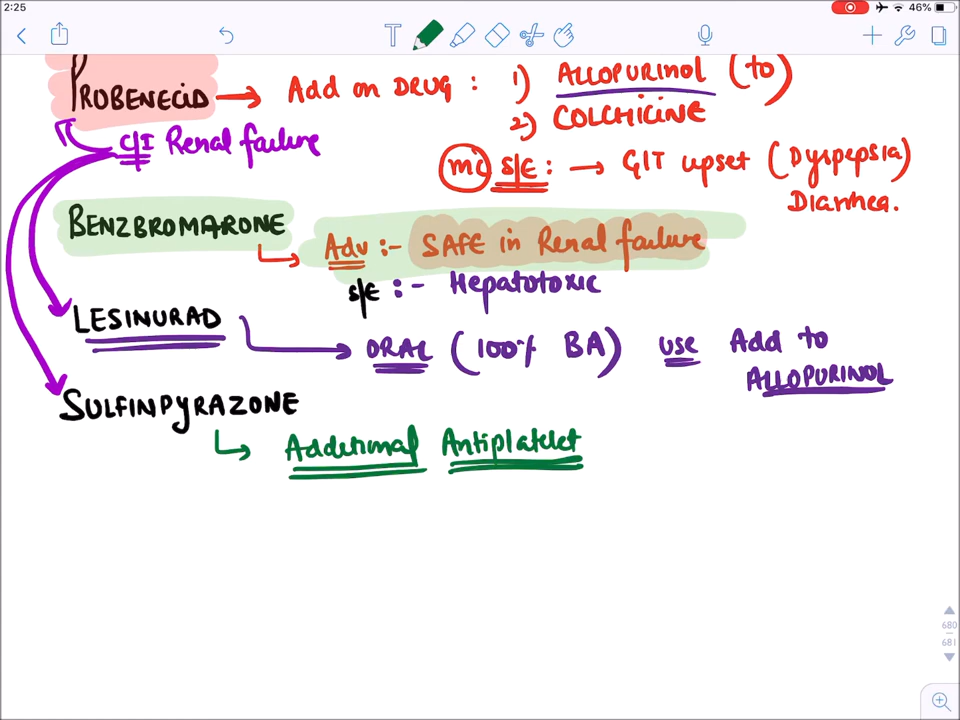 2:25
46%
T
PROBENECID → Add on DRUG : 1) ALLOPURINOL (to)
2) COLCHICINE
C/I Renal failure
mc S/E : → GIT upset (Dyspepsia)
Diarrhea.
BENZBROMARONE
Adv :- SAFE in Renal failure
S/E :- Hepatotoxic
LESINURAD
ORAL (100% BA) use Add to
ALLOPURINOL
SULFINPYRAZONE
Additional Antiplatelet
680
681